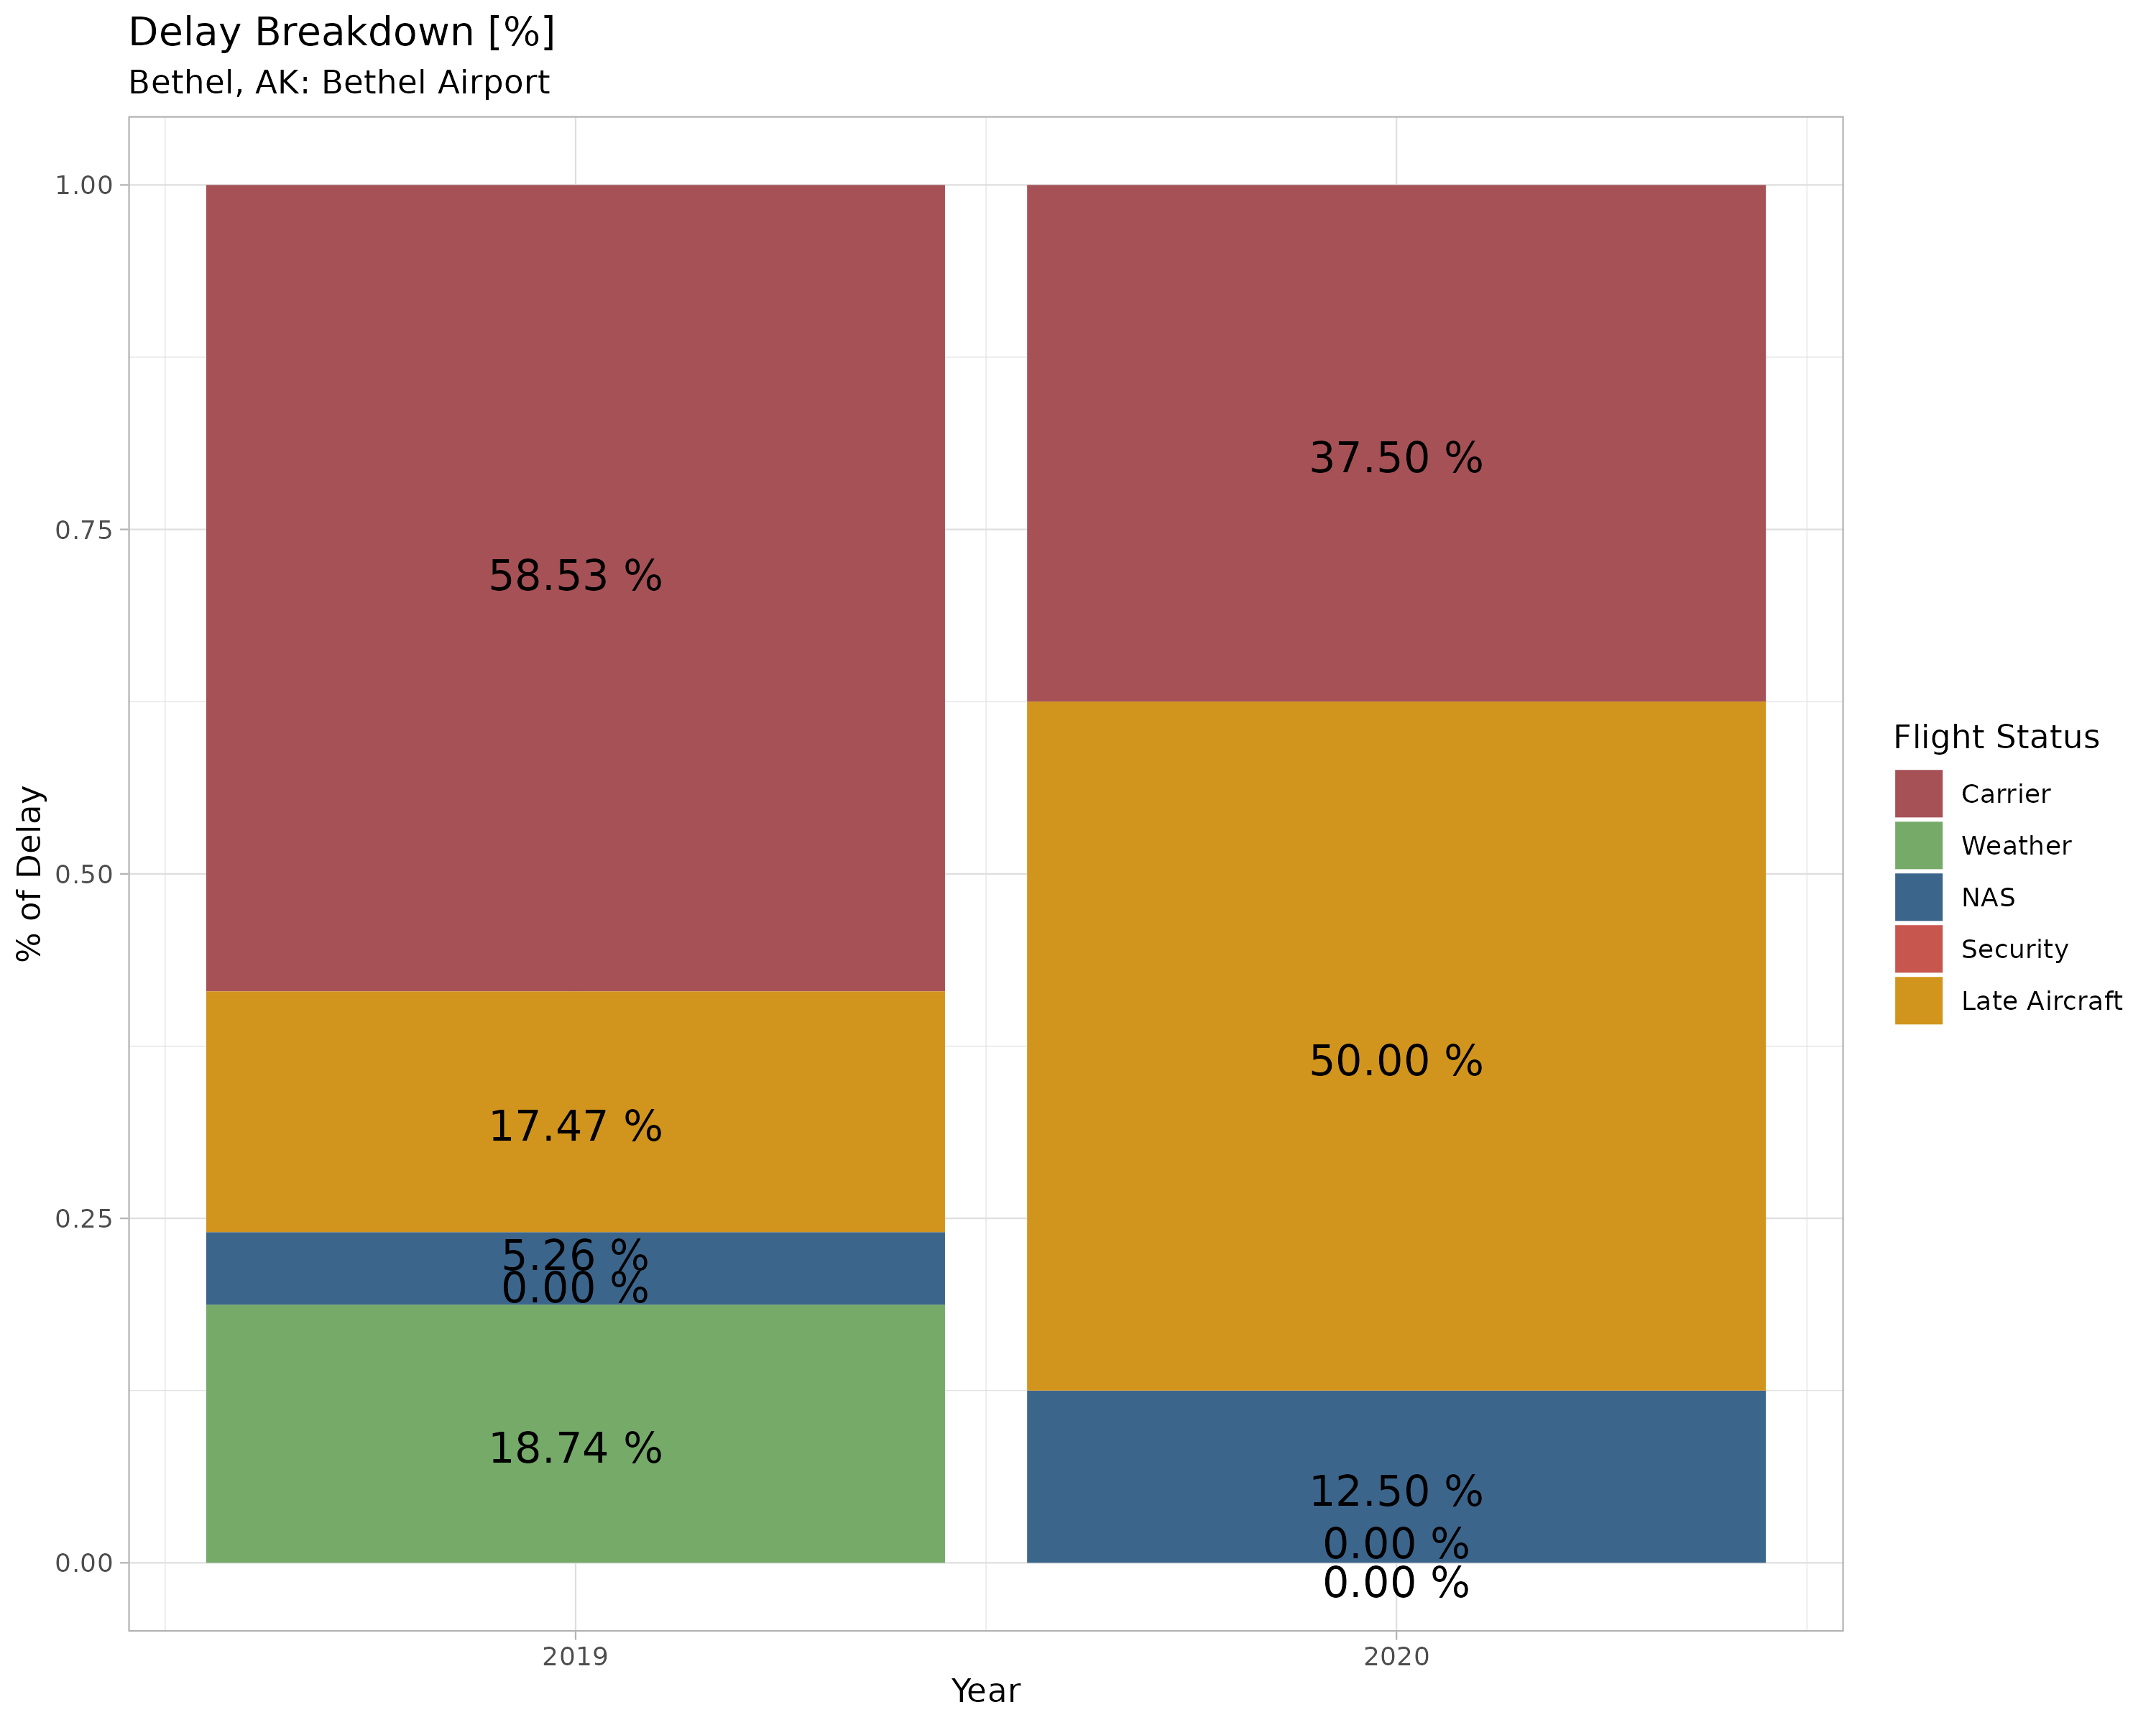 Delay Breakdown [%]
Bethel, AK: Bethel Airport
% of Delay
1.00
0.75
0.50
0.25
0.00
58.53 %
17.47 %
5.26 %
0.00 %
18.74 %
37.50 %
50.00 %
12.50 %
0.00 %
0.00 %
2019
2020
Year
Flight Status
Carrier
Weather
NAS
Security
Late Aircraft